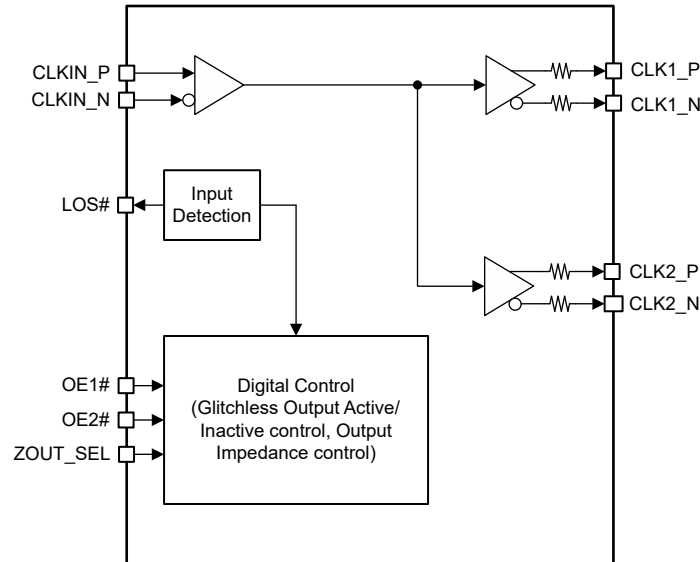 CLKIN_P
CLKIN_N
CLK1_P
CLK1_N
LOS#
Input
Detection
CLK2_P
CLK2_N
OE1#
OE2#
ZOUT_SEL
Digital Control
(Glitchless Output Active/
Inactive control, Output
Impedance control)